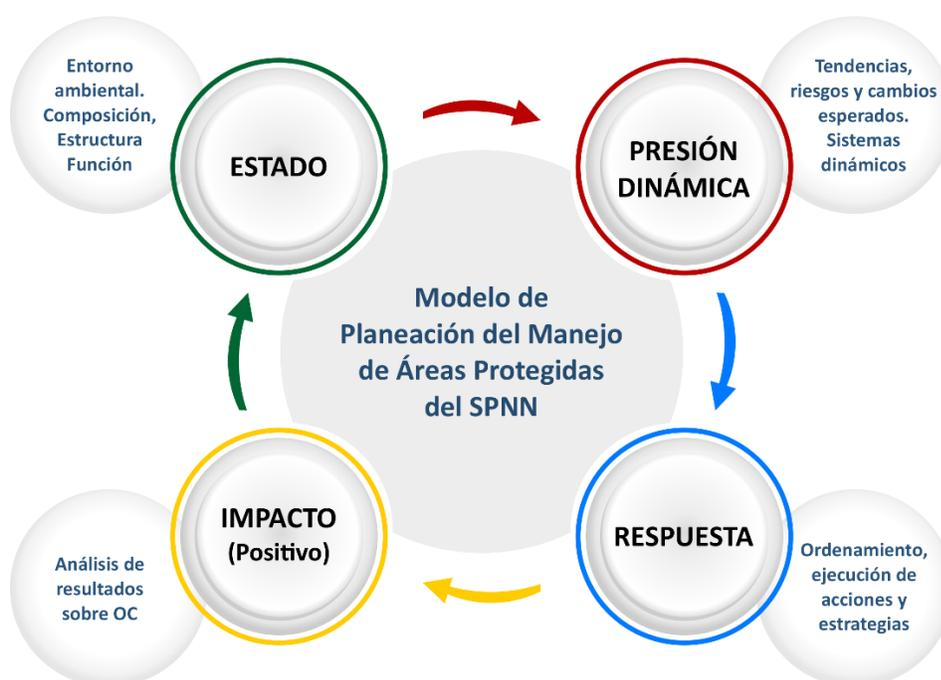 Entorno
ambiental.
Composición,
Estructura
Función
ESTADO
PRESIÓN
DINÁMICA
Tendencias,
riesgos y cambios
esperados.
Sistemas
dinámicos
Modelo de
Planeación del Manejo
de Áreas Protegidas
del SPNN
Análisis de
resultados
sobre OC
IMPACTO
(Positivo)
RESPUESTA
Ordenamiento,
ejecución de
acciones y
estrategias